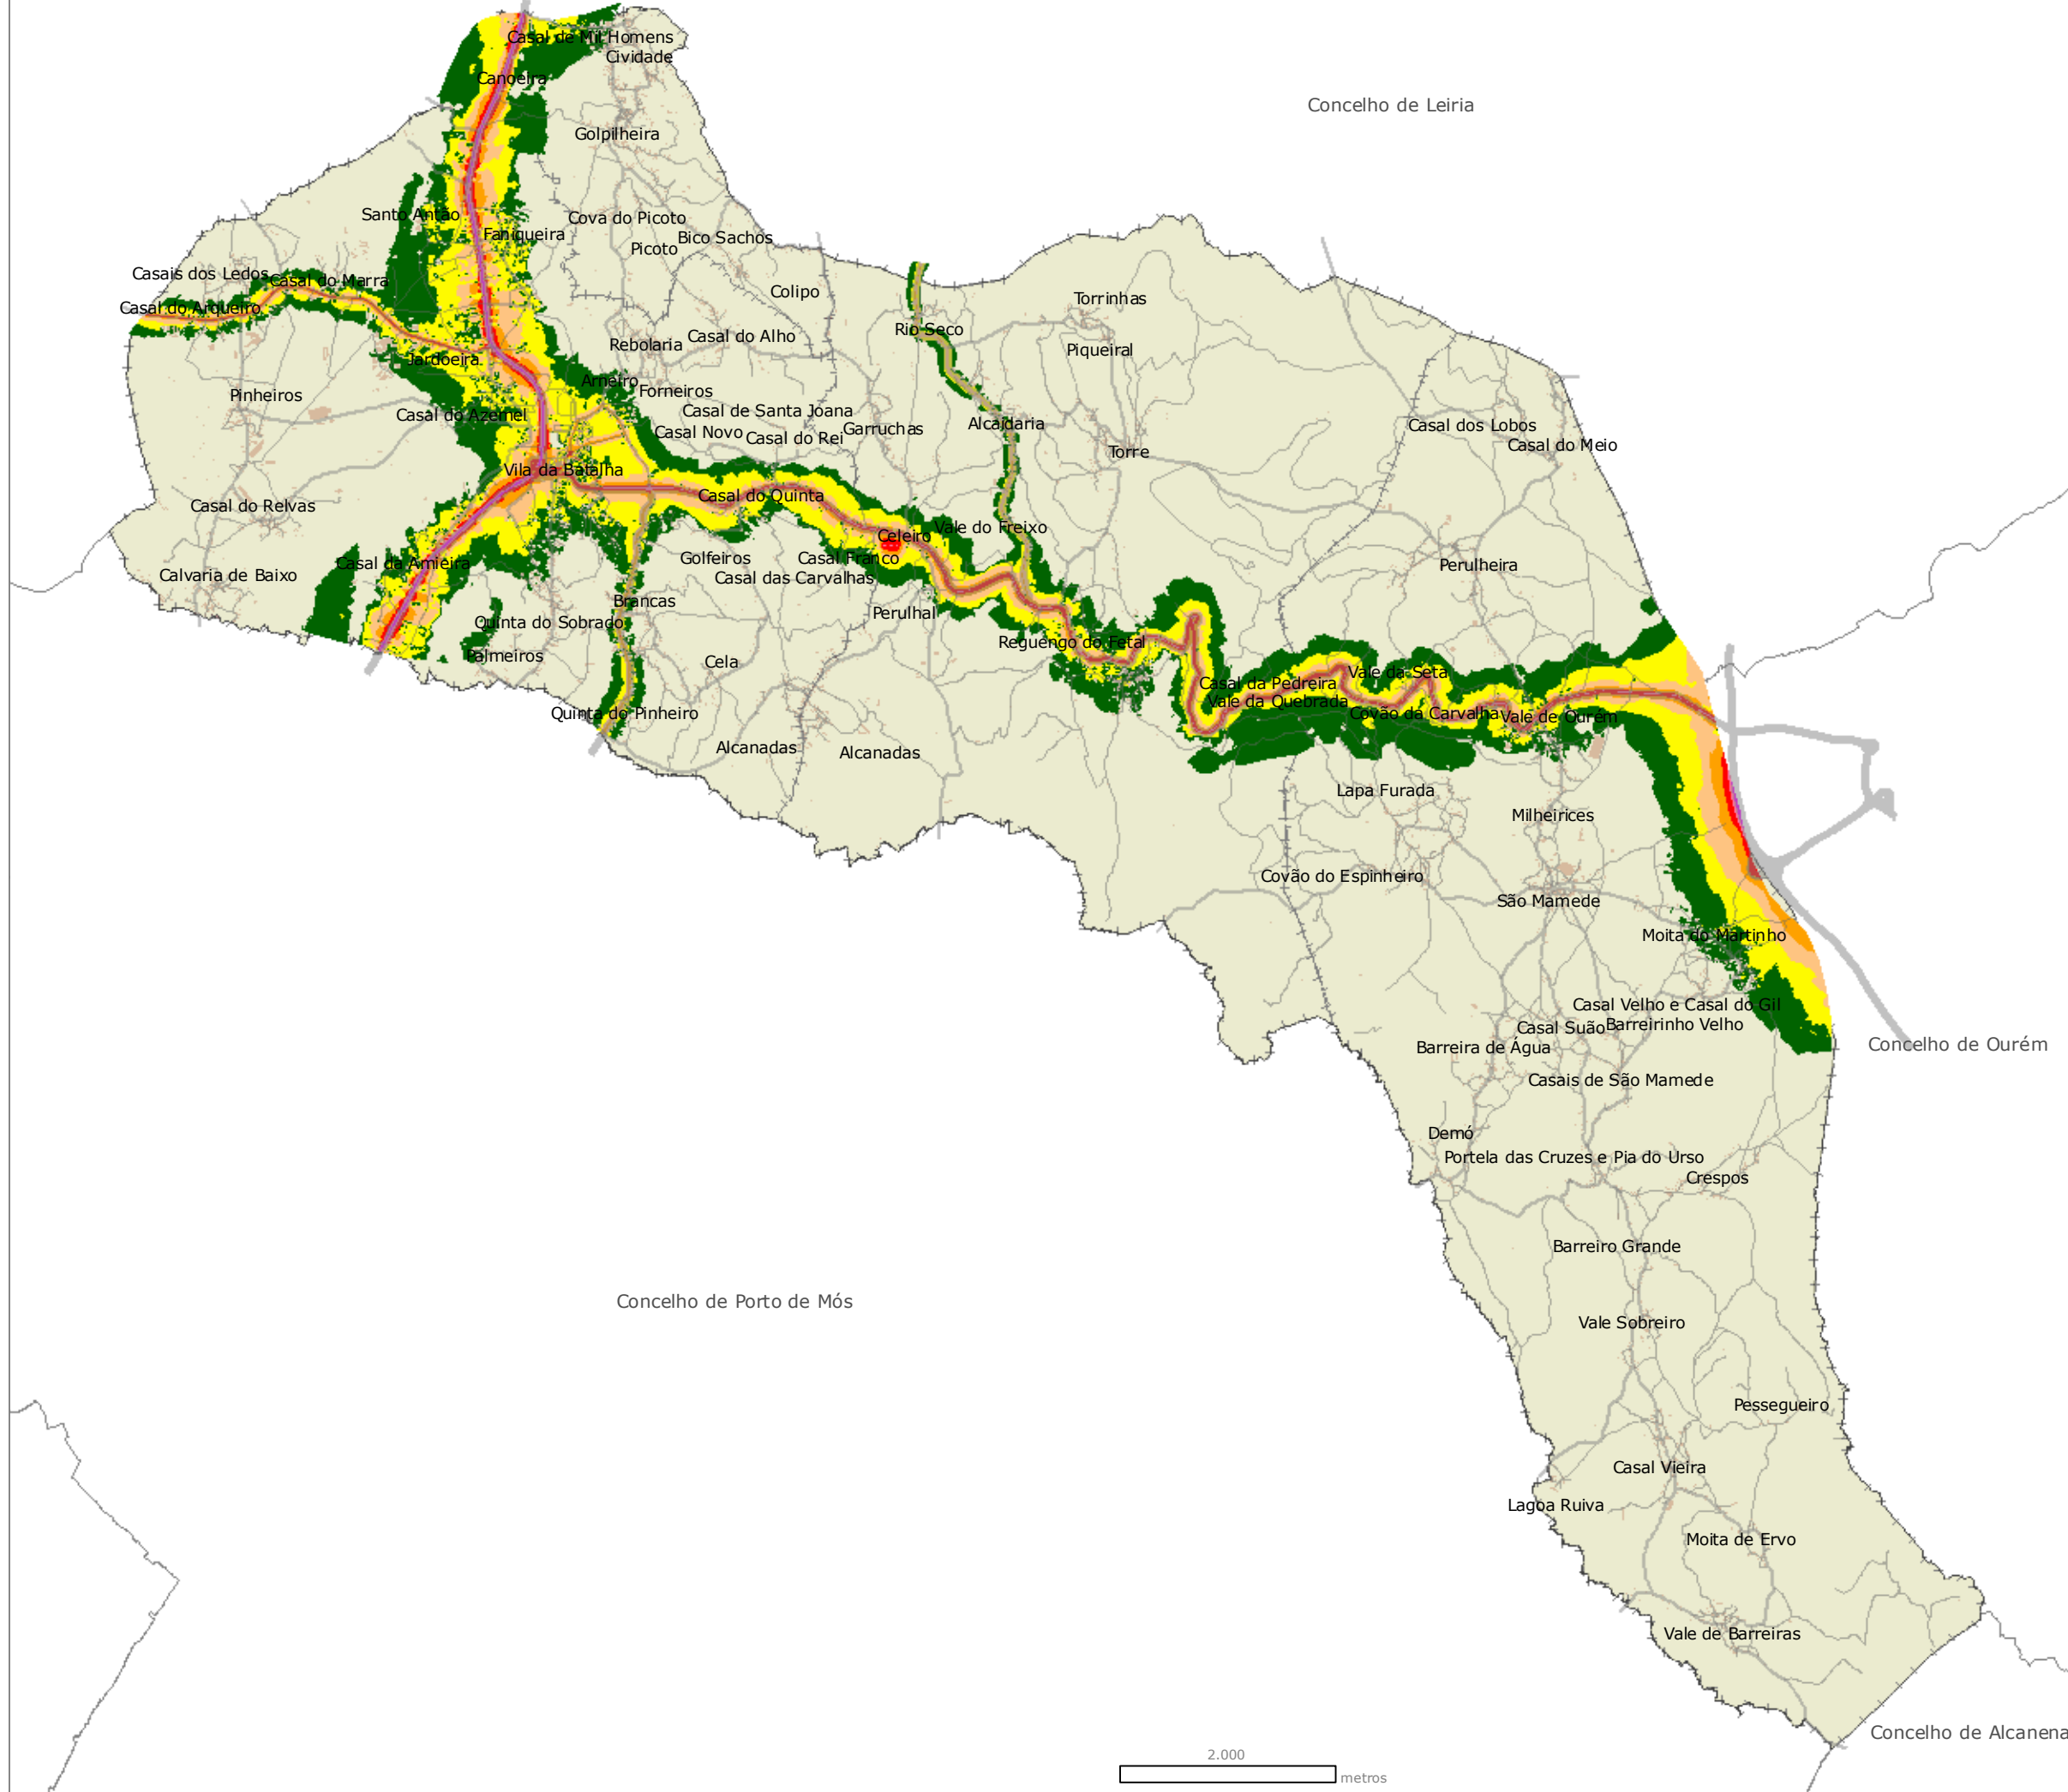 Casal de Mil Homens
Cividade
Canoeira
Concelho de Leiria
Golpilheira
Santo Antão
Cova do Picoto
Faniqueira
Bico Sachos
Picoto
Casais dos Ledos
Casal do Marra
Colipo
Torrinhas
Casal do Arqueiro
Rio Seco
Casal do Alho
Rebolaria
Piqueiral
Jardoeira
Arneiro
Forneiros
Pinheiros
Casal do Azemel
Casal de Santa Joana
Alcaidaria
Casal dos Lobos
Casal Novo
Casal do Rei
Garruchas
Casal do Meio
Torre
Vila da Batalha
Casal do Quinta
Casal do Relvas
Vale do Freixo
Celeiro
Casal da Amieira
Golfeiros
Casal Franco
Perulheira
Calvaria de Baixo
Casal das Carvalhas
Brancas
Perulhal
Quinta do Sobrado
Reguengo do Fetal
Palmeiros
Cela
Vale da Seta
Casal da Pedreira
Vale da Quebrada
Quinta do Pinheiro
Covão da Carvalha
Vale de Ourém
Alcanadas
Alcanadas
Lapa Furada
Milheirices
Covão do Espinheiro
São Mamede
Moita do Martinho
Casal Velho e Casal do Gil
Casal Suão
Barreirinho Velho
Barreira de Água
Concelho de Ourém
Casais de São Mamede
Demó
Portela das Cruzes e Pia do Urso
Crespos
Barreiro Grande
Concelho de Porto de Mós
Vale Sobreiro
Pessegueiro
Casal Vieira
Lagoa Ruiva
Moita de Ervo
Vale de Barreiras
Concelho de Alcanena
2.000
metros